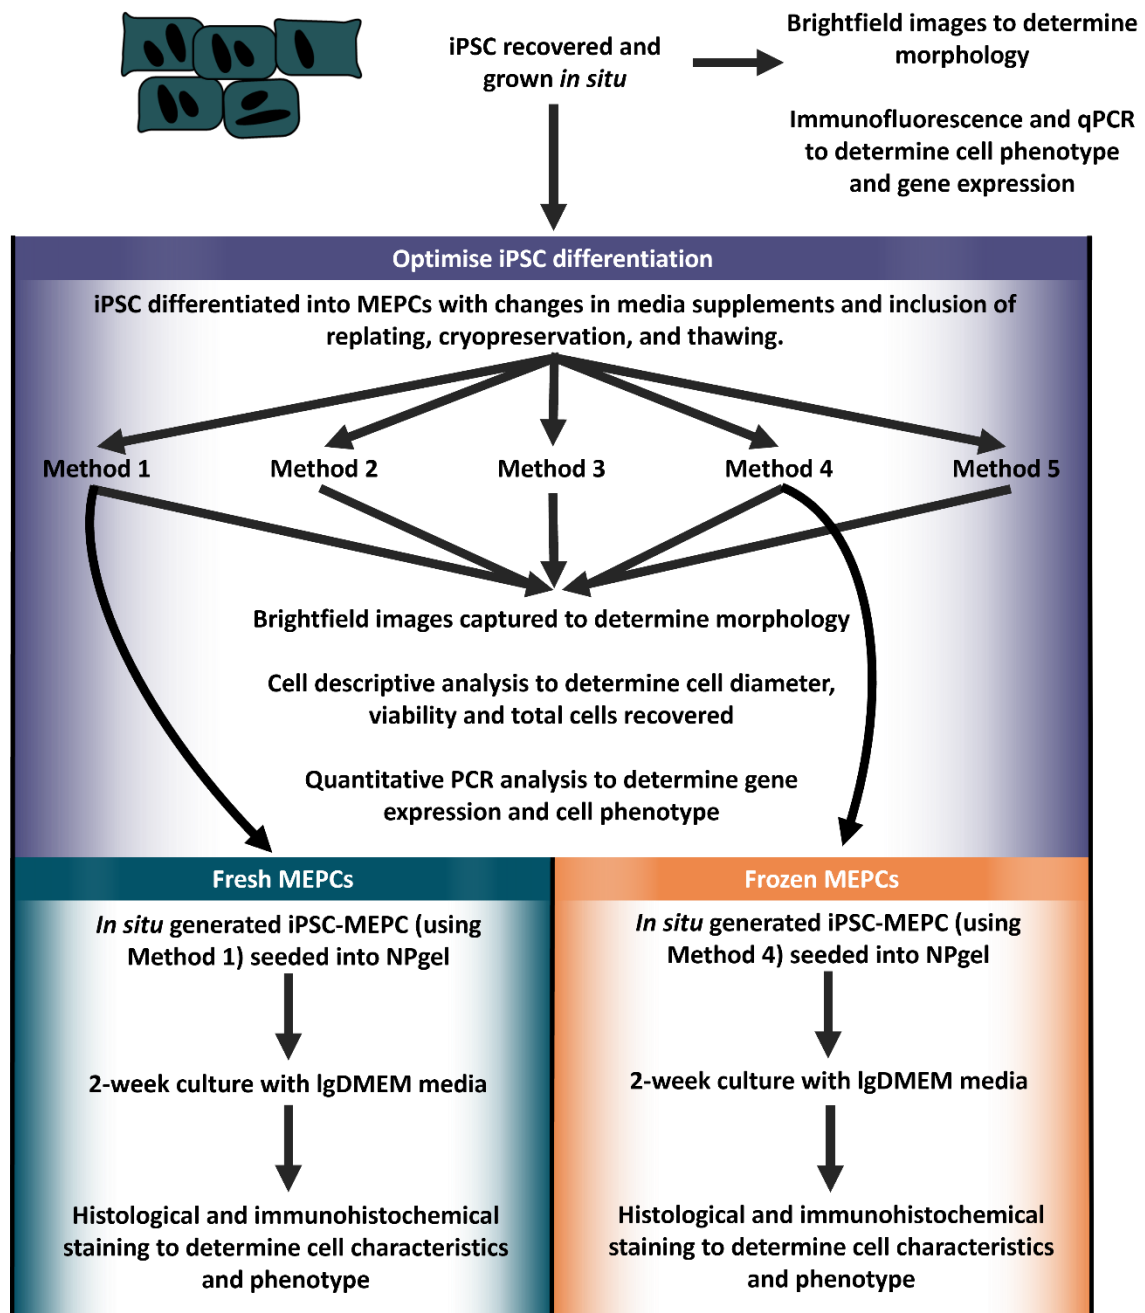 iPSC recovered and
grown in situ
Brightfield images to determine
morphology
Immunofluorescence and qPCR
to determine cell phenotype
and gene expression
Optimise iPSC differentiation
iPSC differentiated into MEPCs with changes in media supplements and inclusion of
replating, cryopreservation, and thawing.
Method 1
Method 2
Method 3
Method 4
Method 5
Brightfield images captured to determine morphology
Cell descriptive analysis to determine cell diameter,
viability and total cells recovered
Quantitative PCR analysis to determine gene
expression and cell phenotype
Fresh MEPCs
In situ generated iPSC-MEPC (using
Method 1) seeded into NPgel
2-week culture with lgDMEM media
Histological and immunohistochemical
staining to determine cell characteristics
and phenotype
Frozen MEPCs
In situ generated iPSC-MEPC (using
Method 4) seeded into NPgel
2-week culture with lgDMEM media
Histological and immunohistochemical
staining to determine cell characteristics
and phenotype